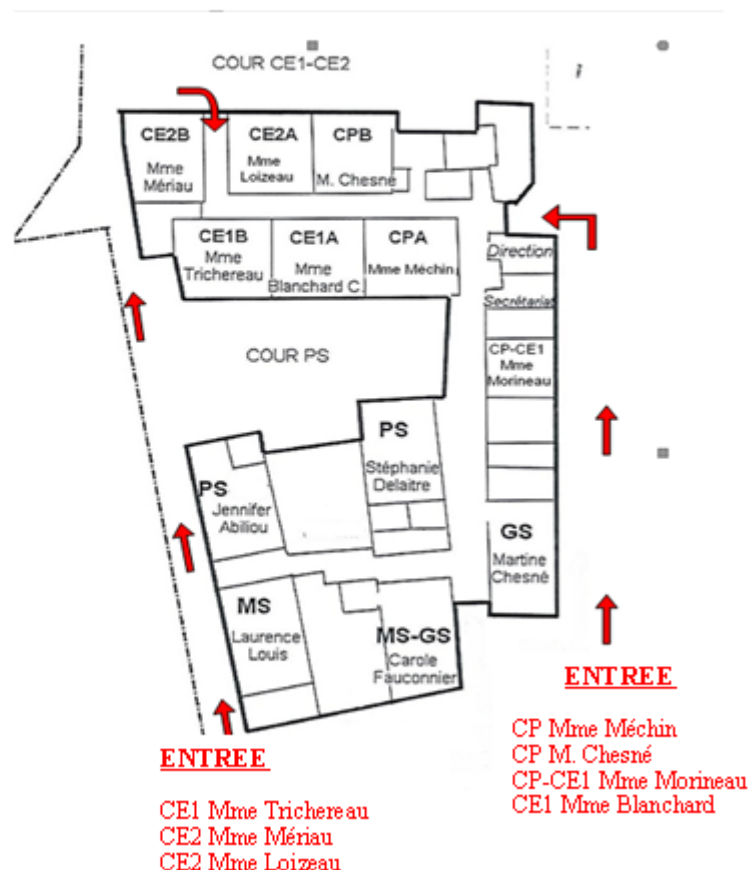 COUR CE1-CE2
CE2B
Mme
Mériau
CE2A
Mme
Loizeau
CPB
M. Chesne
CE1B
Mme
Trichereau
CE1A
Mme
Blanchard C.
CPA
Mme Méchin
Direction
Secrétariat
CP-CE1
Mme
Morineau
COUR PS
PS
Stéphanie
Delaitre
PS
Jennifer
Abiliou
GS
Martine
Chesné
MS
Laurence
Louis
MS-GS
Carole
Fauconnier
ENTREE
CP Mme Méchin
CP M. Chesné
CP-CE1 Mme Morineau
CE1 Mme Blanchard
ENTREE
CE1 Mme Trichereau
CE2 Mme Mériau
CE2 Mme Loizeau